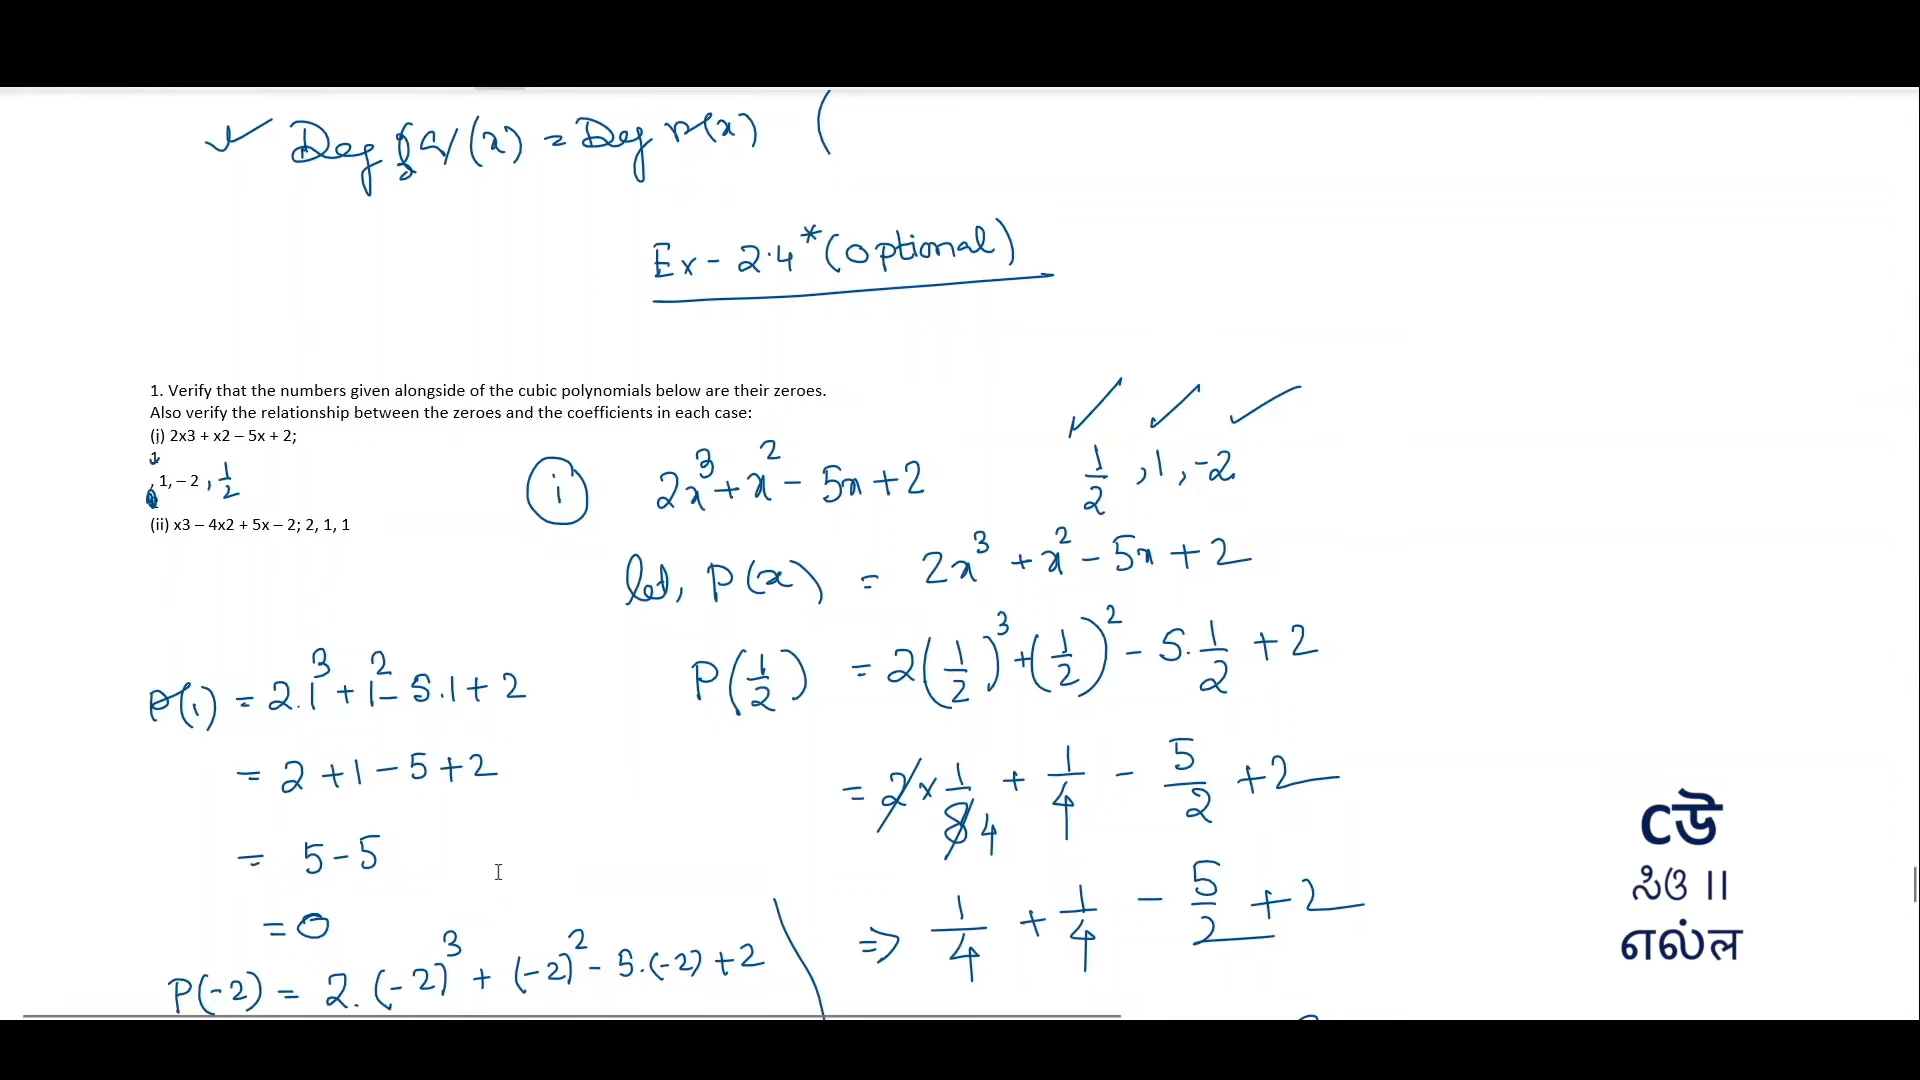 ✓ Deg of q(x) = Deg p(x) (
Ex - 2.4* (optional)
1. Verify that the numbers given alongside of the cubic polynomials below are their zeroes.
Also verify the relationship between the zeroes and the coefficients in each case:
(i) 2x3 + x2 – 5x + 2;
1
, 1, – 2 , 1/2
(ii) x3 – 4x2 + 5x – 2; 2, 1, 1
(i) 2x³ + x² - 5x + 2
✓ ✓ ✓
1/2 , 1 , -2
let, P(x) = 2x³ + x² - 5x + 2
P(1/2) = 2(1/2)³ + (1/2)² - 5.1/2 + 2
= 2 × 1/8 4 + 1/4 - 5/2 + 2
=> 1/4 + 1/4 - 5/2 + 2
P(1) = 2.1³ + 1² - 5.1 + 2
= 2 + 1 - 5 + 2
= 5 - 5
= 0
P(-2) = 2.(-2)³ + (-2)² - 5.(-2) + 2
Cউ
ಸಿଓ ॥
எல்ல